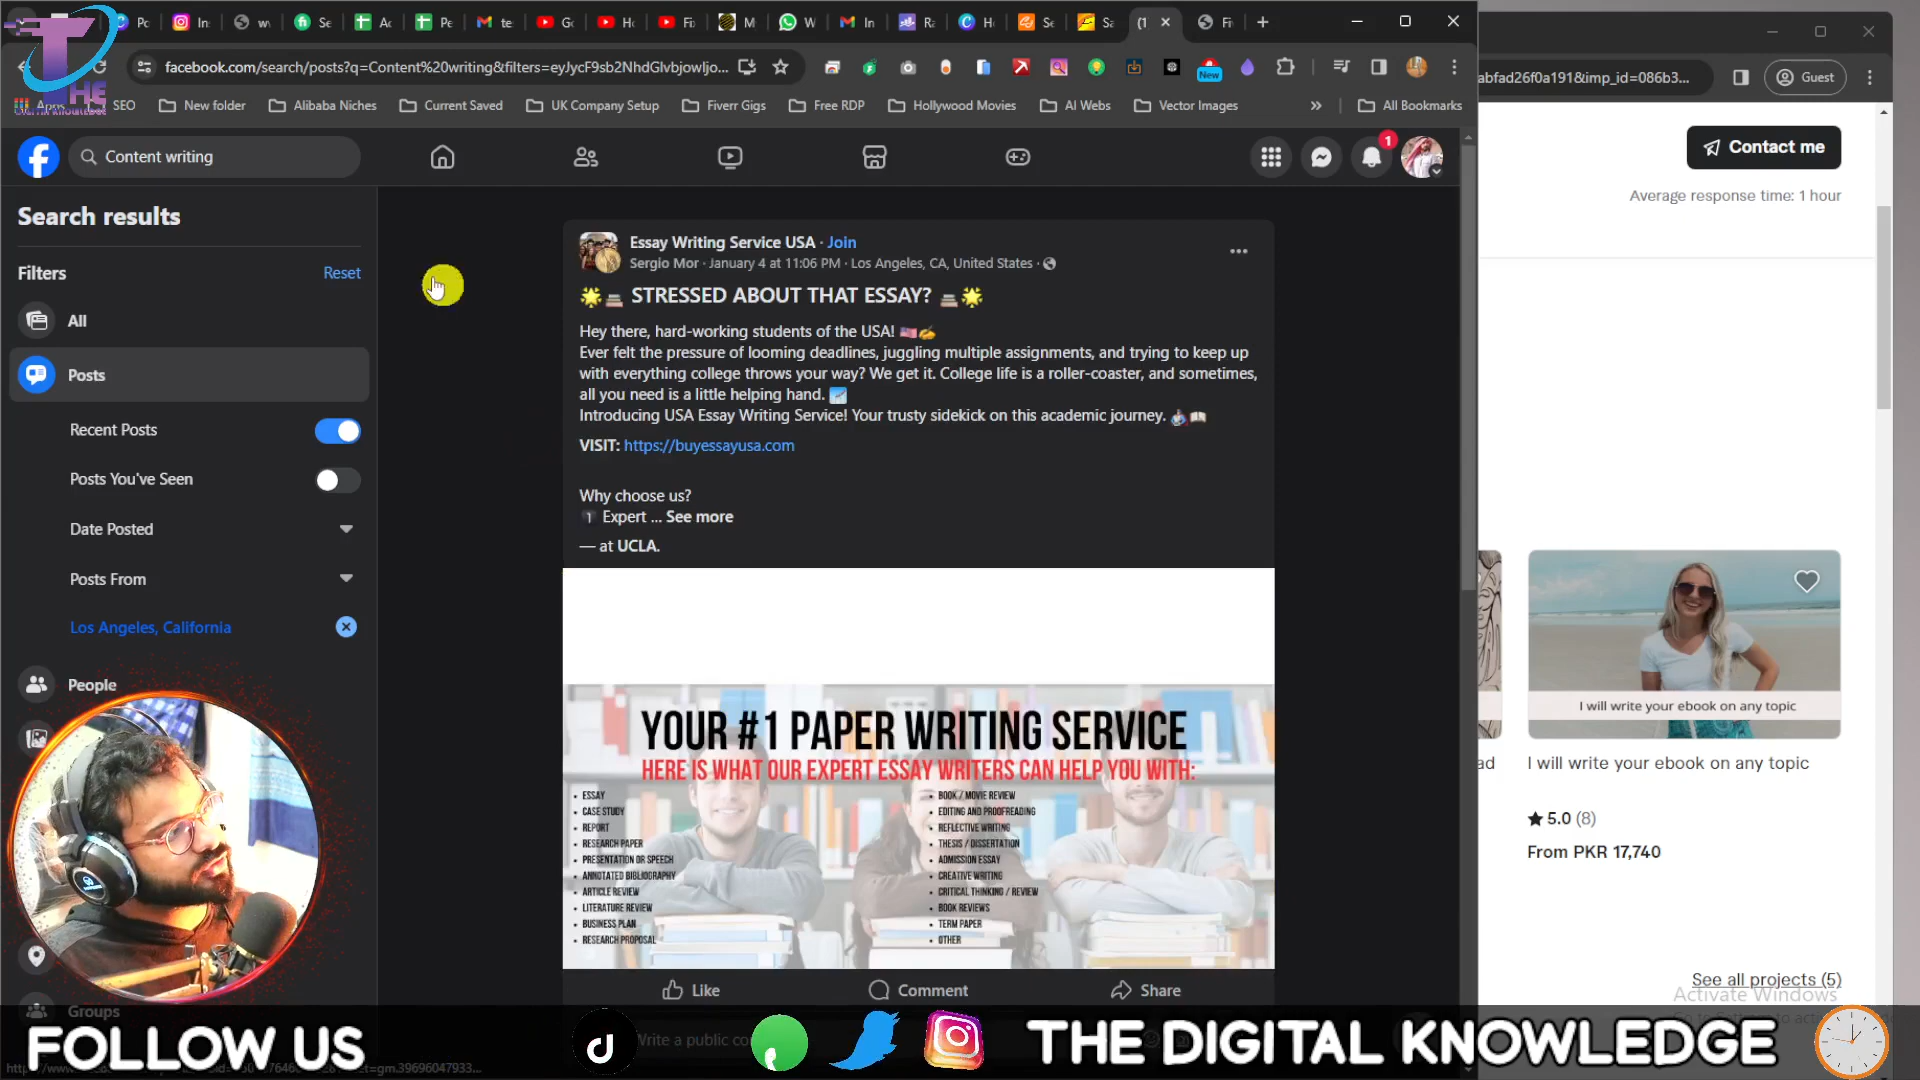 facebook.com/search/posts?q=Content%20writing&filters=eyJycF9sb2NhdGlvbjowIjo...
abfad26f0a191&imp_id=086b3...
Guest
New
Apps
SEO
New folder
Alibaba Niches
Current Saved
UK Company Setup
Fiverr Gigs
Free RDP
Hollywood Movies
AI Webs
Vector Images
»
All Bookmarks
Content writing
1
Contact me
Average response time: 1 hour
Search results
Filters
Reset
All
Posts
Recent Posts
Posts You've Seen
Date Posted
Posts From
Los Angeles, California
People
Groups
Essay Writing Service USA · Join
Sergio Mor · January 4 at 11:06 PM · Los Angeles, CA, United States ·
STRESSED ABOUT THAT ESSAY?
Hey there, hard-working students of the USA!
Ever felt the pressure of looming deadlines, juggling multiple assignments, and trying to keep up
with everything college throws your way? We get it. College life is a roller-coaster, and sometimes,
all you need is a little helping hand.
Introducing USA Essay Writing Service! Your trusty sidekick on this academic journey.
VISIT: https://buyessayusa.com
Why choose us?
1 Expert ... See more
— at UCLA.
YOUR #1 PAPER WRITING SERVICE
HERE IS WHAT OUR EXPERT ESSAY WRITERS CAN HELP YOU WITH:
• ESSAY
• CASE STUDY
• REPORT
• RESEARCH PAPER
• PRESENTATION OR SPEECH
• ANNOTATED BIBLIOGRAPHY
• ARTICLE REVIEW
• LITERATURE REVIEW
• BUSINESS PLAN
• RESEARCH PROPOSAL
• BOOK / MOVIE REVIEW
• EDITING AND PROOFREADING
• REFLECTIVE WRITING
• THESIS / DISSERTATION
• ADMISSION ESSAY
• CREATIVE WRITING
• CRITICAL THINKING / REVIEW
• BOOK REVIEWS
• TERM PAPER
• OTHER
Like
Comment
Share
Write a public co
I will write your ebook on any topic
ad
I will write your ebook on any topic
5.0 (8)
From PKR 17,740
See all projects (5)
Activate Windows
FOLLOW US
THE DIGITAL KNOWLEDGE